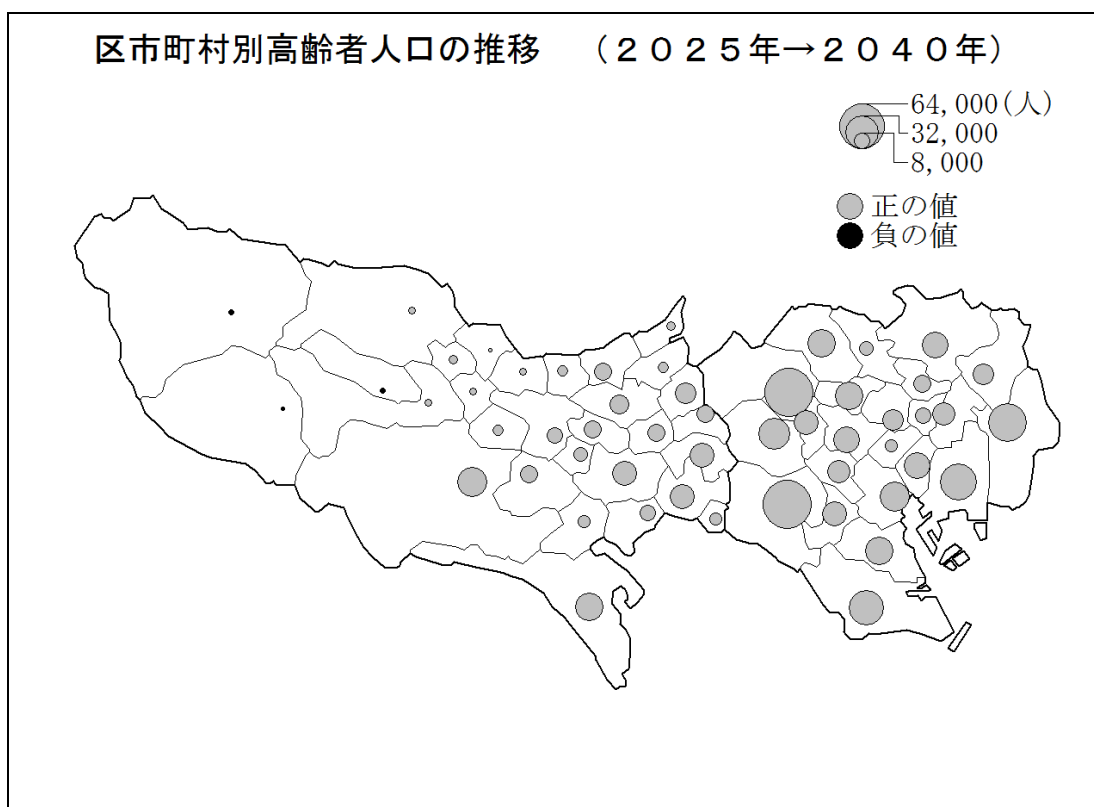 区市町村別高齢者人口の推移　（２０２５年→２０４０年）
64,000(人)
32,000
8,000
正の値
負の値